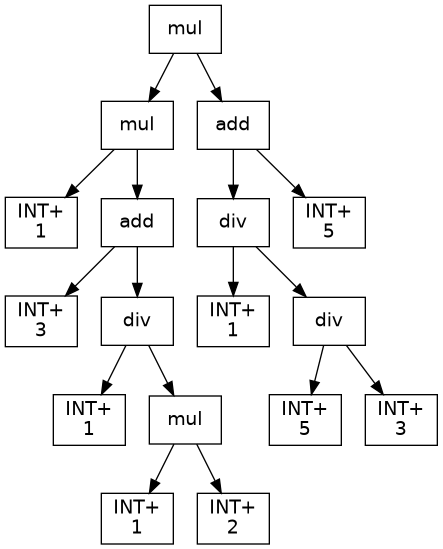 mul
mul
add
INT+
1
add
div
INT+
5
INT+
3
div
INT+
1
div
INT+
1
mul
INT+
5
INT+
3
INT+
1
INT+
2